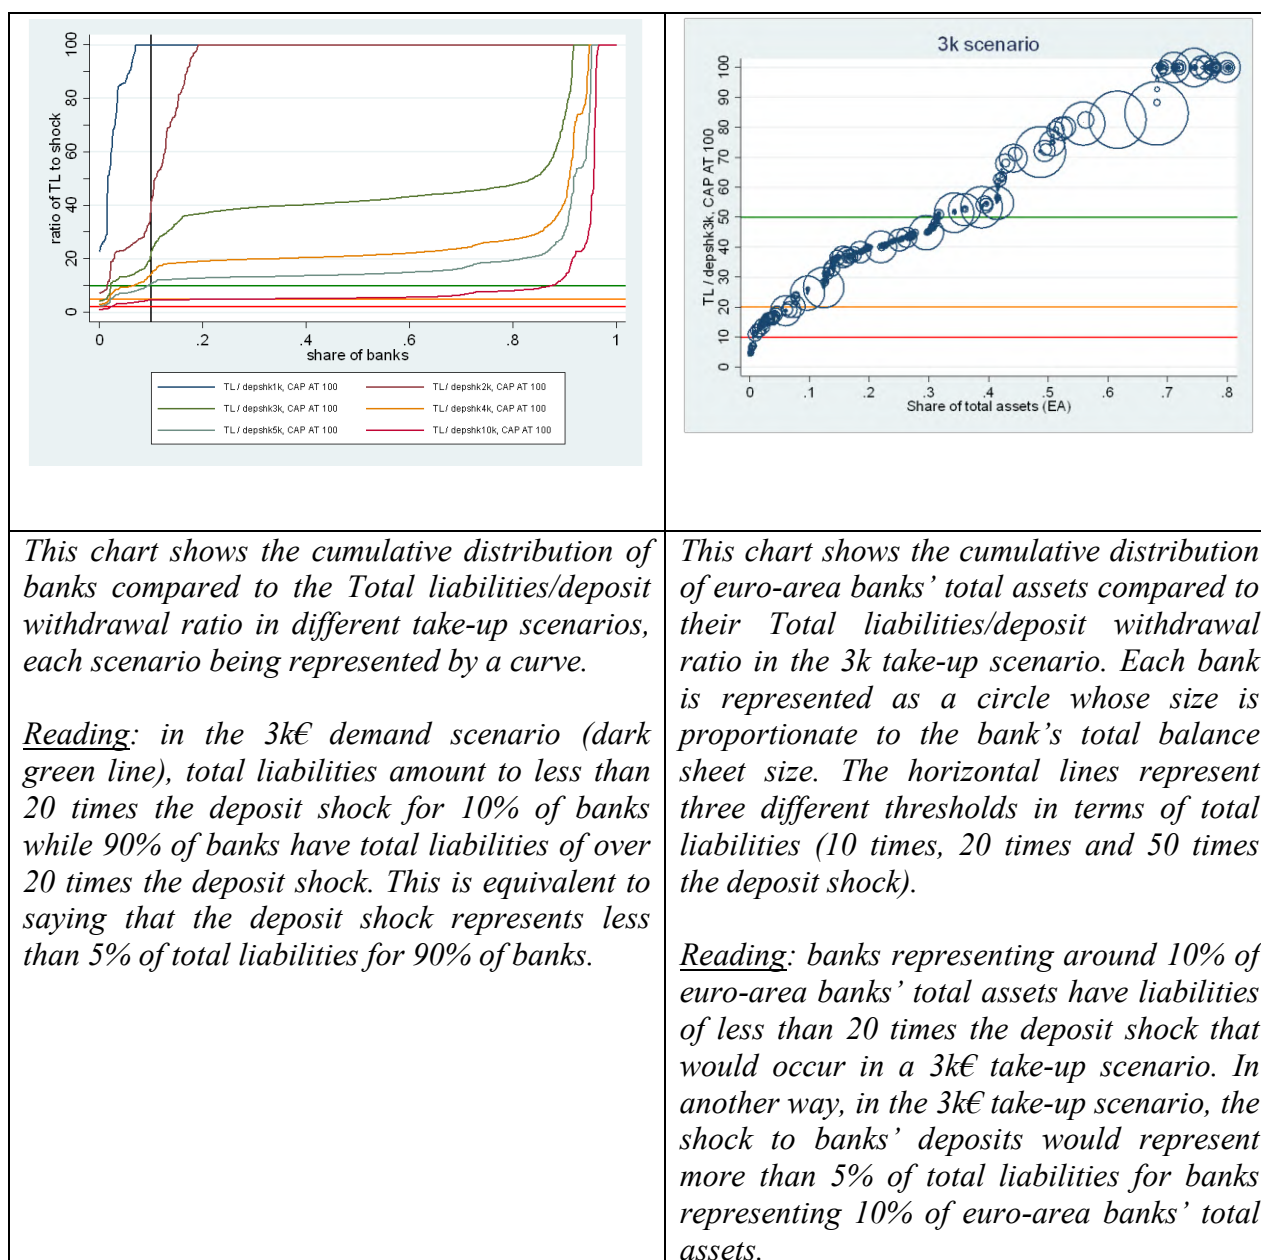 100
80
60
40
20
0
ratio of TL to shock
0 .2 .4 .6 .8 1
share of banks
TL / depshk1k, CAP AT 100 TL / depshk2k, CAP AT 100
TL / depshk3k, CAP AT 100 TL / depshk4k, CAP AT 100
TL / depshk5k, CAP AT 100 TL / depshk10k, CAP AT 100
3k scenario
100
90
80
70
60
50
40
30
20
10
0
TL / depshk3k, CAP AT 100
0 .1 .2 .3 .4 .5 .6 .7 .8
Share of total assets (EA)
This chart shows the cumulative distribution of
banks compared to the Total liabilities/deposit
withdrawal ratio in different take-up scenarios,
each scenario being represented by a curve.
Reading: in the 3k€ demand scenario (dark
green line), total liabilities amount to less than
20 times the deposit shock for 10% of banks
while 90% of banks have total liabilities of over
20 times the deposit shock. This is equivalent to
saying that the deposit shock represents less
than 5% of total liabilities for 90% of banks.
This chart shows the cumulative distribution
of euro-area banks’ total assets compared to
their Total liabilities/deposit withdrawal
ratio in the 3k take-up scenario. Each bank
is represented as a circle whose size is
proportionate to the bank’s total balance
sheet size. The horizontal lines represent
three different thresholds in terms of total
liabilities (10 times, 20 times and 50 times
the deposit shock).
Reading: banks representing around 10% of
euro-area banks’ total assets have liabilities
of less than 20 times the deposit shock that
would occur in a 3k€ take-up scenario. In
another way, in the 3k€ take-up scenario, the
shock to banks’ deposits would represent
more than 5% of total liabilities for banks
representing 10% of euro-area banks’ total
assets.